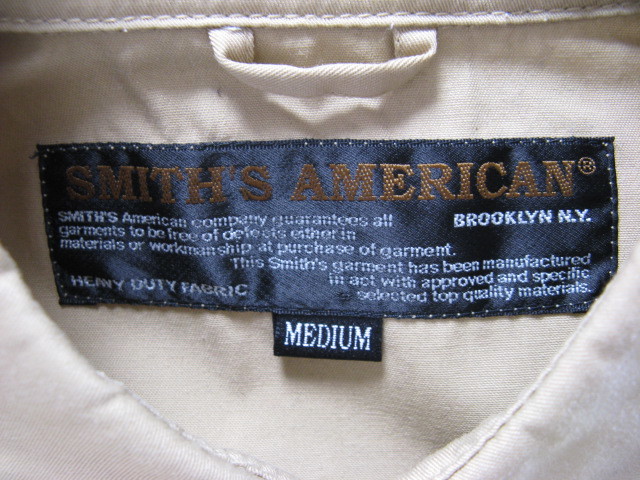 SMITH'S AMERICAN®
SMITH'S American company guarantees all
garments to be free of defects either in
materials or workmanship at purchase of garment.
BROOKLYN N.Y.
This Smith's garment has been manufactured
in act with approved and specific
selected top quality materials.
HEAVY DUTY FABRIC
MEDIUM